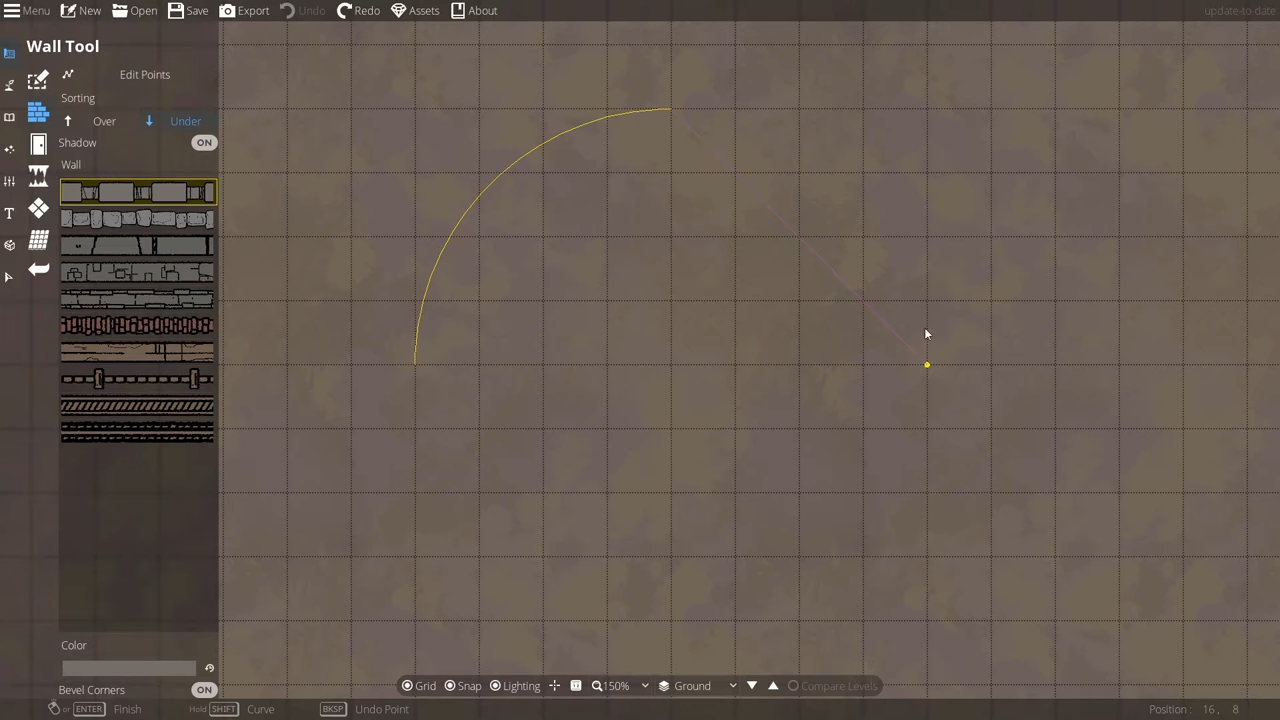 Menu New Open Save Export Undo Redo Assets About update-to-date
Wall Tool
Edit Points
Sorting
Over Under
Shadow ON
Wall
Color
Bevel Corners ON
Grid Snap Lighting 150% Ground Compare Levels
or ENTER Finish Hold SHIFT Curve BKSP Undo Point Position : 16 , 8